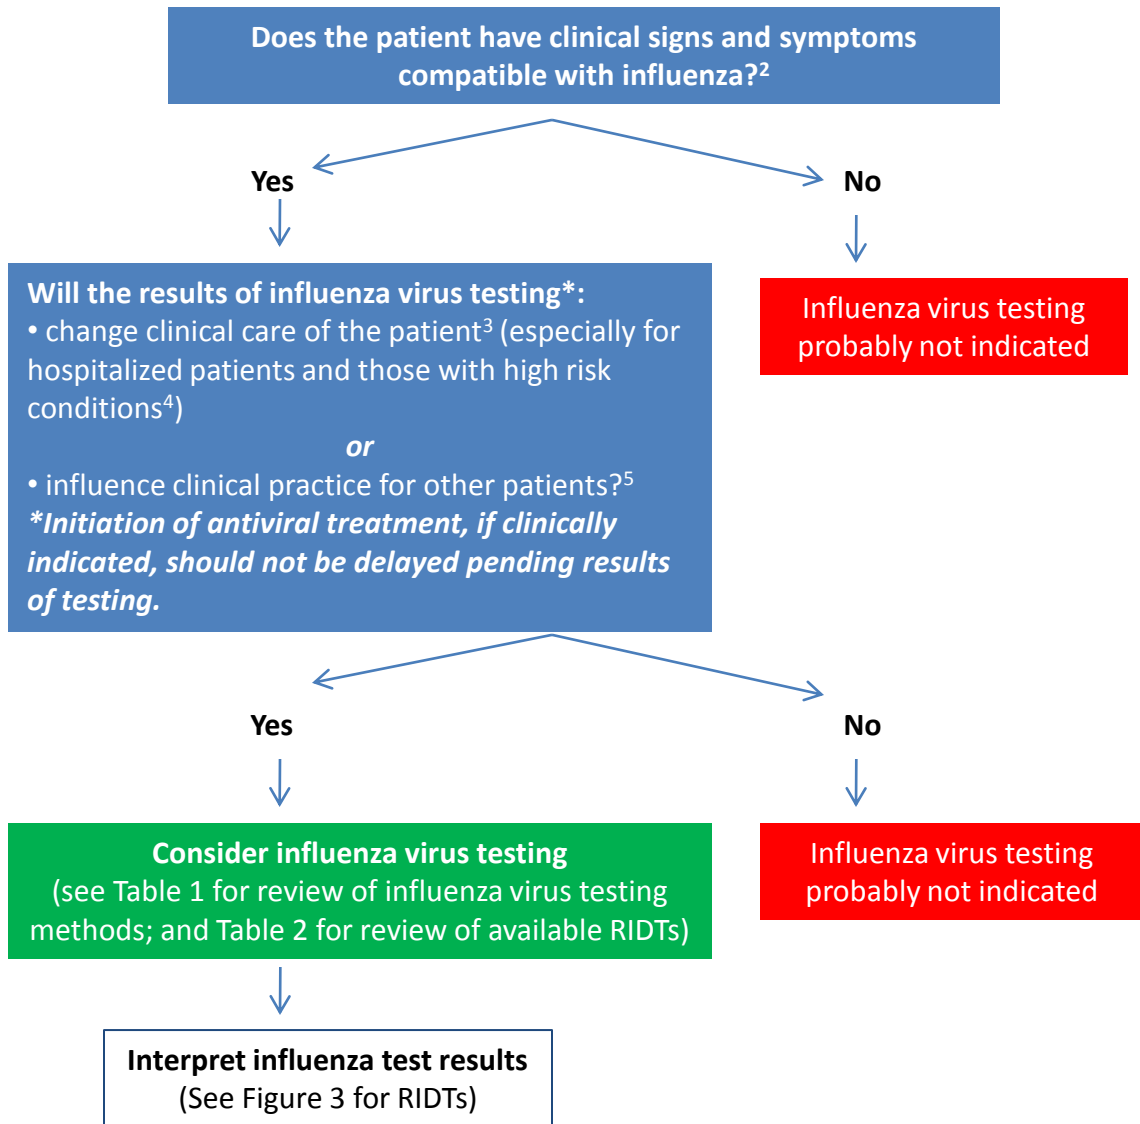 Does the patient have clinical signs and symptoms
compatible with influenza?²
Yes
No
Will the results of influenza virus testing*:
• change clinical care of the patient³ (especially for
hospitalized patients and those with high risk
conditions⁴)
or
• influence clinical practice for other patients?⁵
*Initiation of antiviral treatment, if clinically
indicated, should not be delayed pending results
of testing.
Influenza virus testing
probably not indicated
Yes
No
Consider influenza virus testing
(see Table 1 for review of influenza virus testing
methods; and Table 2 for review of available RIDTs)
Influenza virus testing
probably not indicated
Interpret influenza test results
(See Figure 3 for RIDTs)